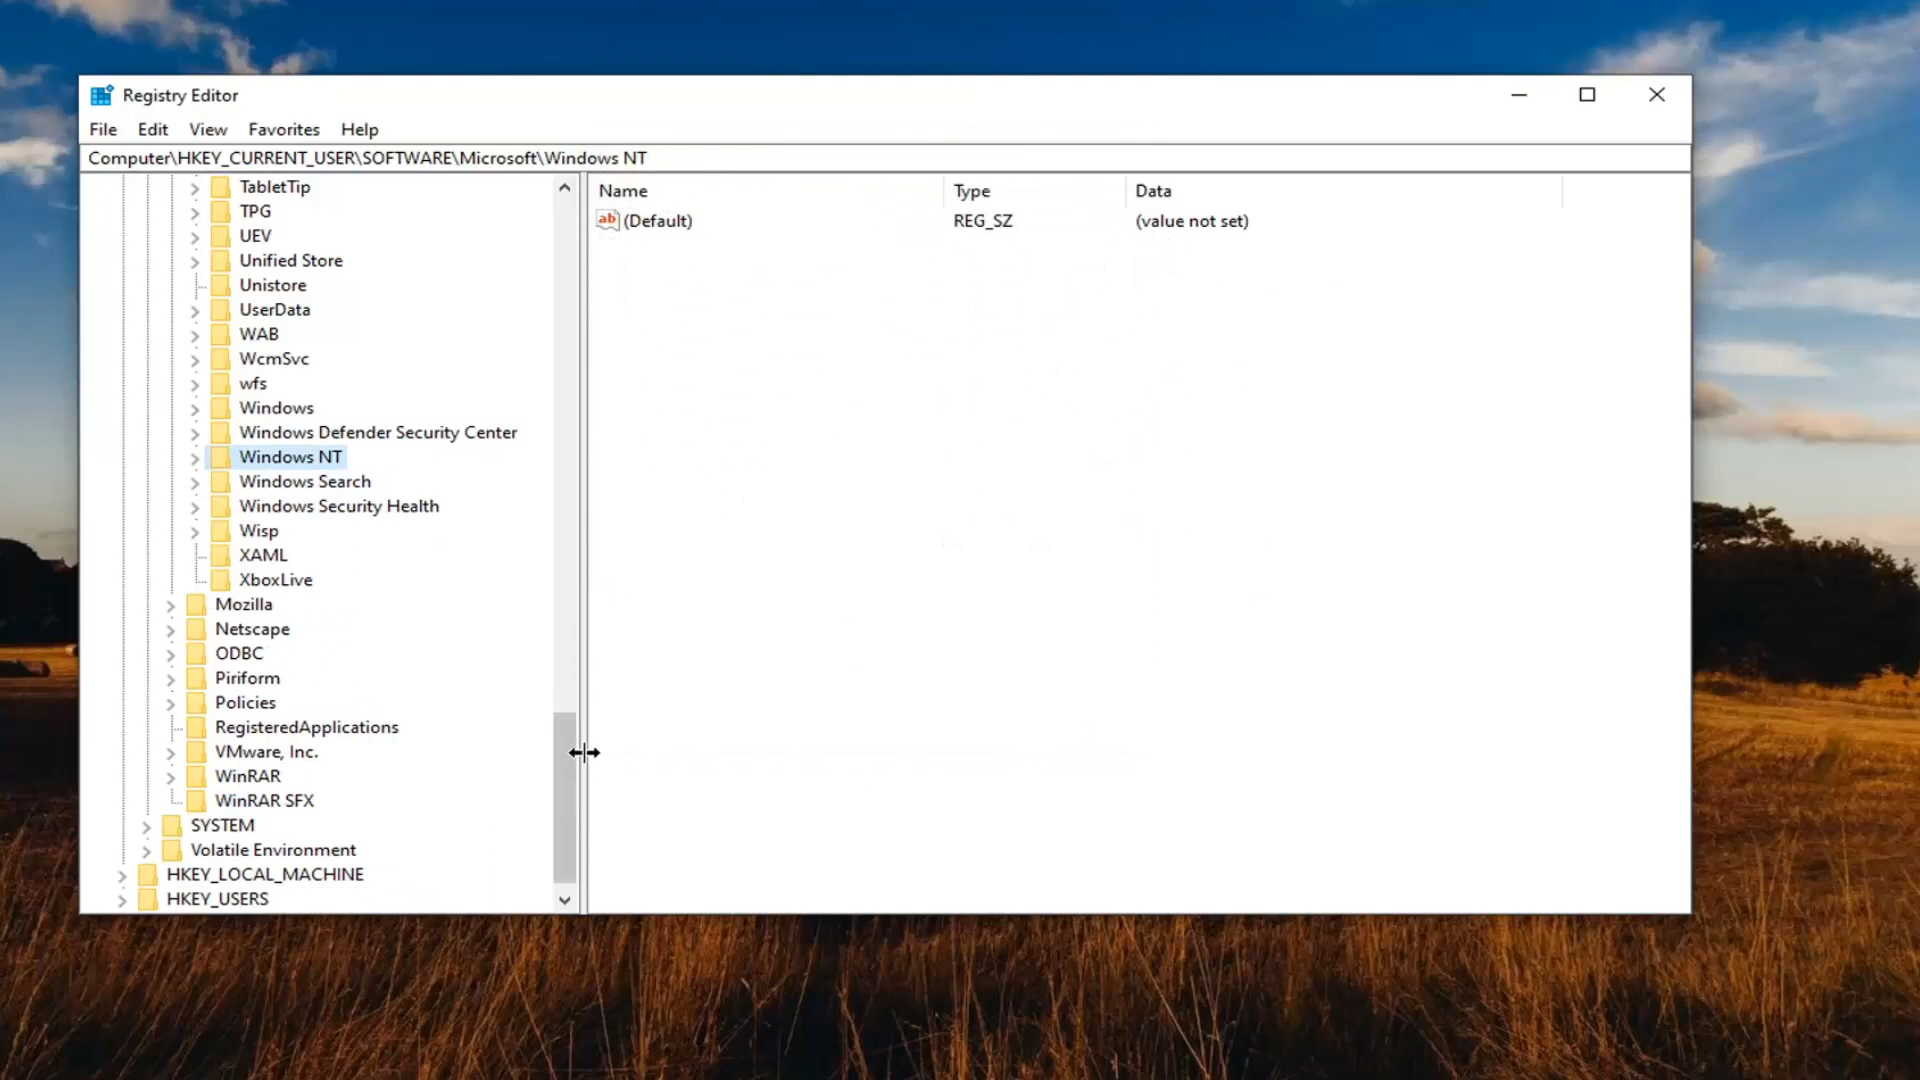 Registry Editor
File Edit View Favorites Help
Computer\HKEY_CURRENT_USER\SOFTWARE\Microsoft\Windows NT
TabletTip
TPG
UEV
Unified Store
Unistore
UserData
WAB
WcmSvc
wfs
Windows
Windows Defender Security Center
Windows NT
Windows Search
Windows Security Health
Wisp
XAML
XboxLive
Mozilla
Netscape
ODBC
Piriform
Policies
RegisteredApplications
VMware, Inc.
WinRAR
WinRAR SFX
SYSTEM
Volatile Environment
HKEY_LOCAL_MACHINE
HKEY_USERS
Name Type Data
ab (Default) REG_SZ (value not set)